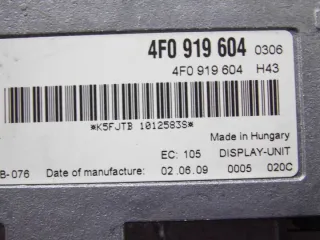 4F0 919 604 0306
4F0 919 604 H43
*K5FJTB 1012583S*
Made in Hungary
EC: 105 DISPLAY-UNIT
B-076 Date of manufacture: 02.06.09 0005 020C